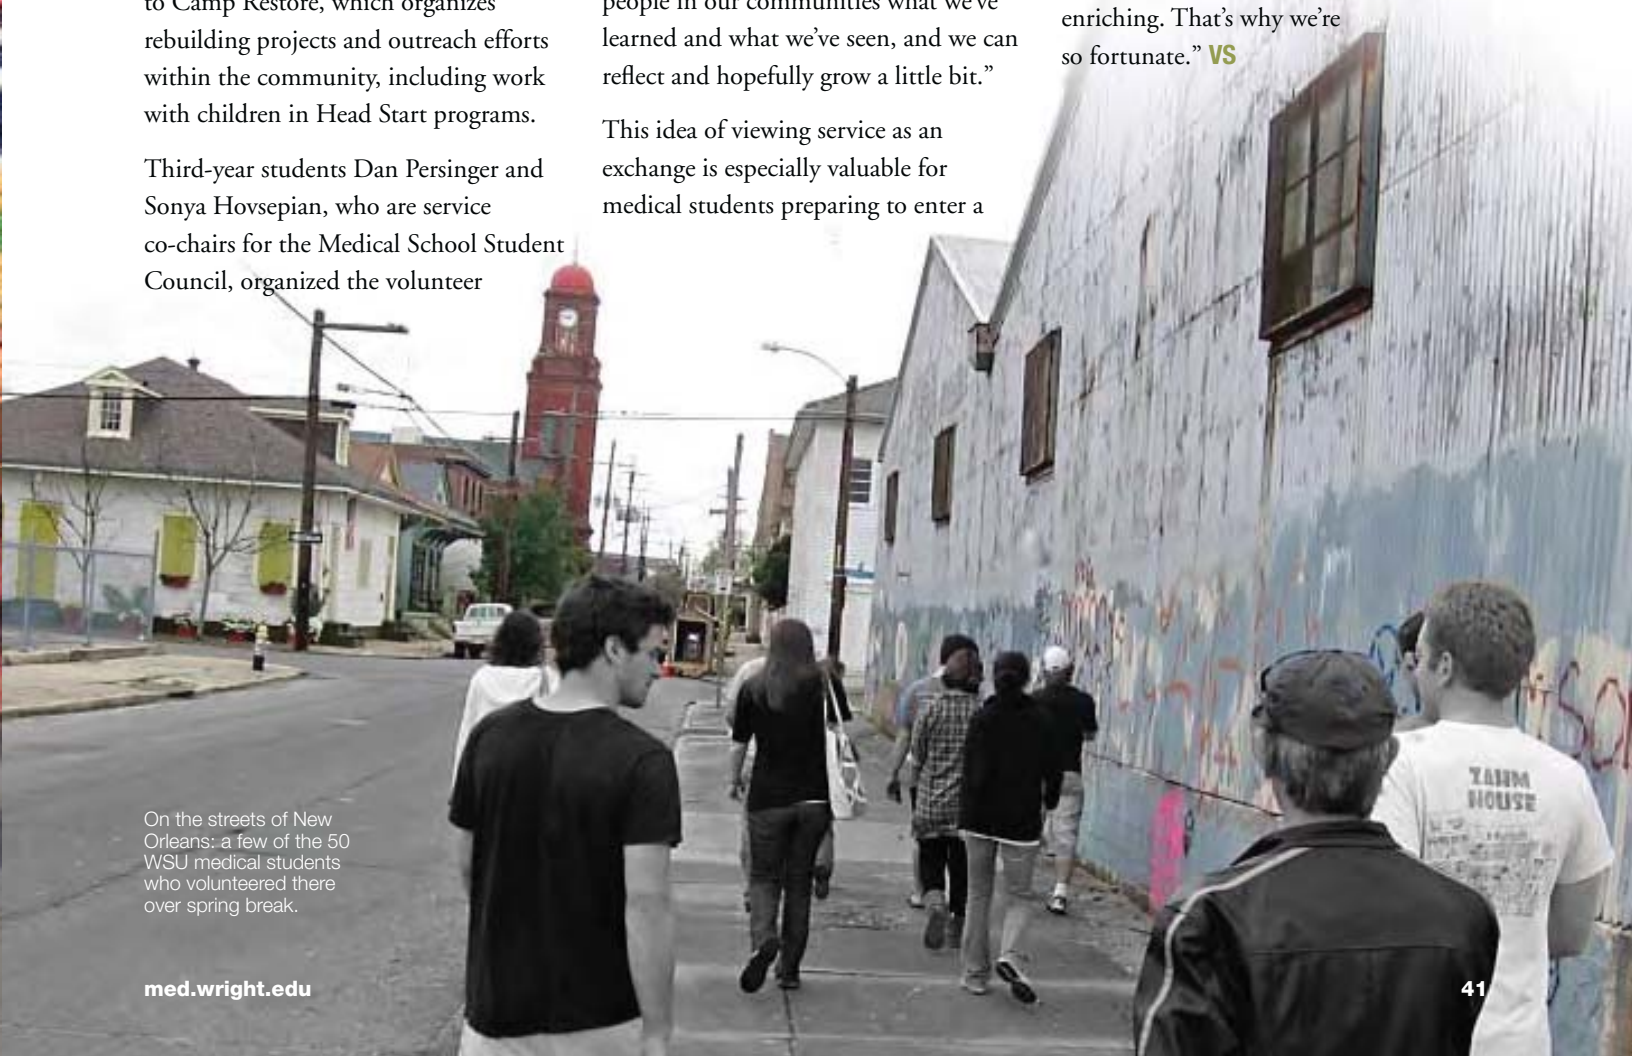 to Camp Restore, which organizes
rebuilding projects and outreach efforts
within the community, including work
with children in Head Start programs.
Third-year students Dan Persinger and
Sonya Hovsepian, who are service
co-chairs for the Medical School Student
Council, organized the volunteer
people in our communities what we've
learned and what we've seen, and we can
reflect and hopefully grow a little bit.”
This idea of viewing service as an
exchange is especially valuable for
medical students preparing to enter a
enriching. That’s why we’re
so fortunate.” VS
TAHM
HOUSE
On the streets of New
Orleans: a few of the 50
WSU medical students
who volunteered there
over spring break.
med.wright.edu
41